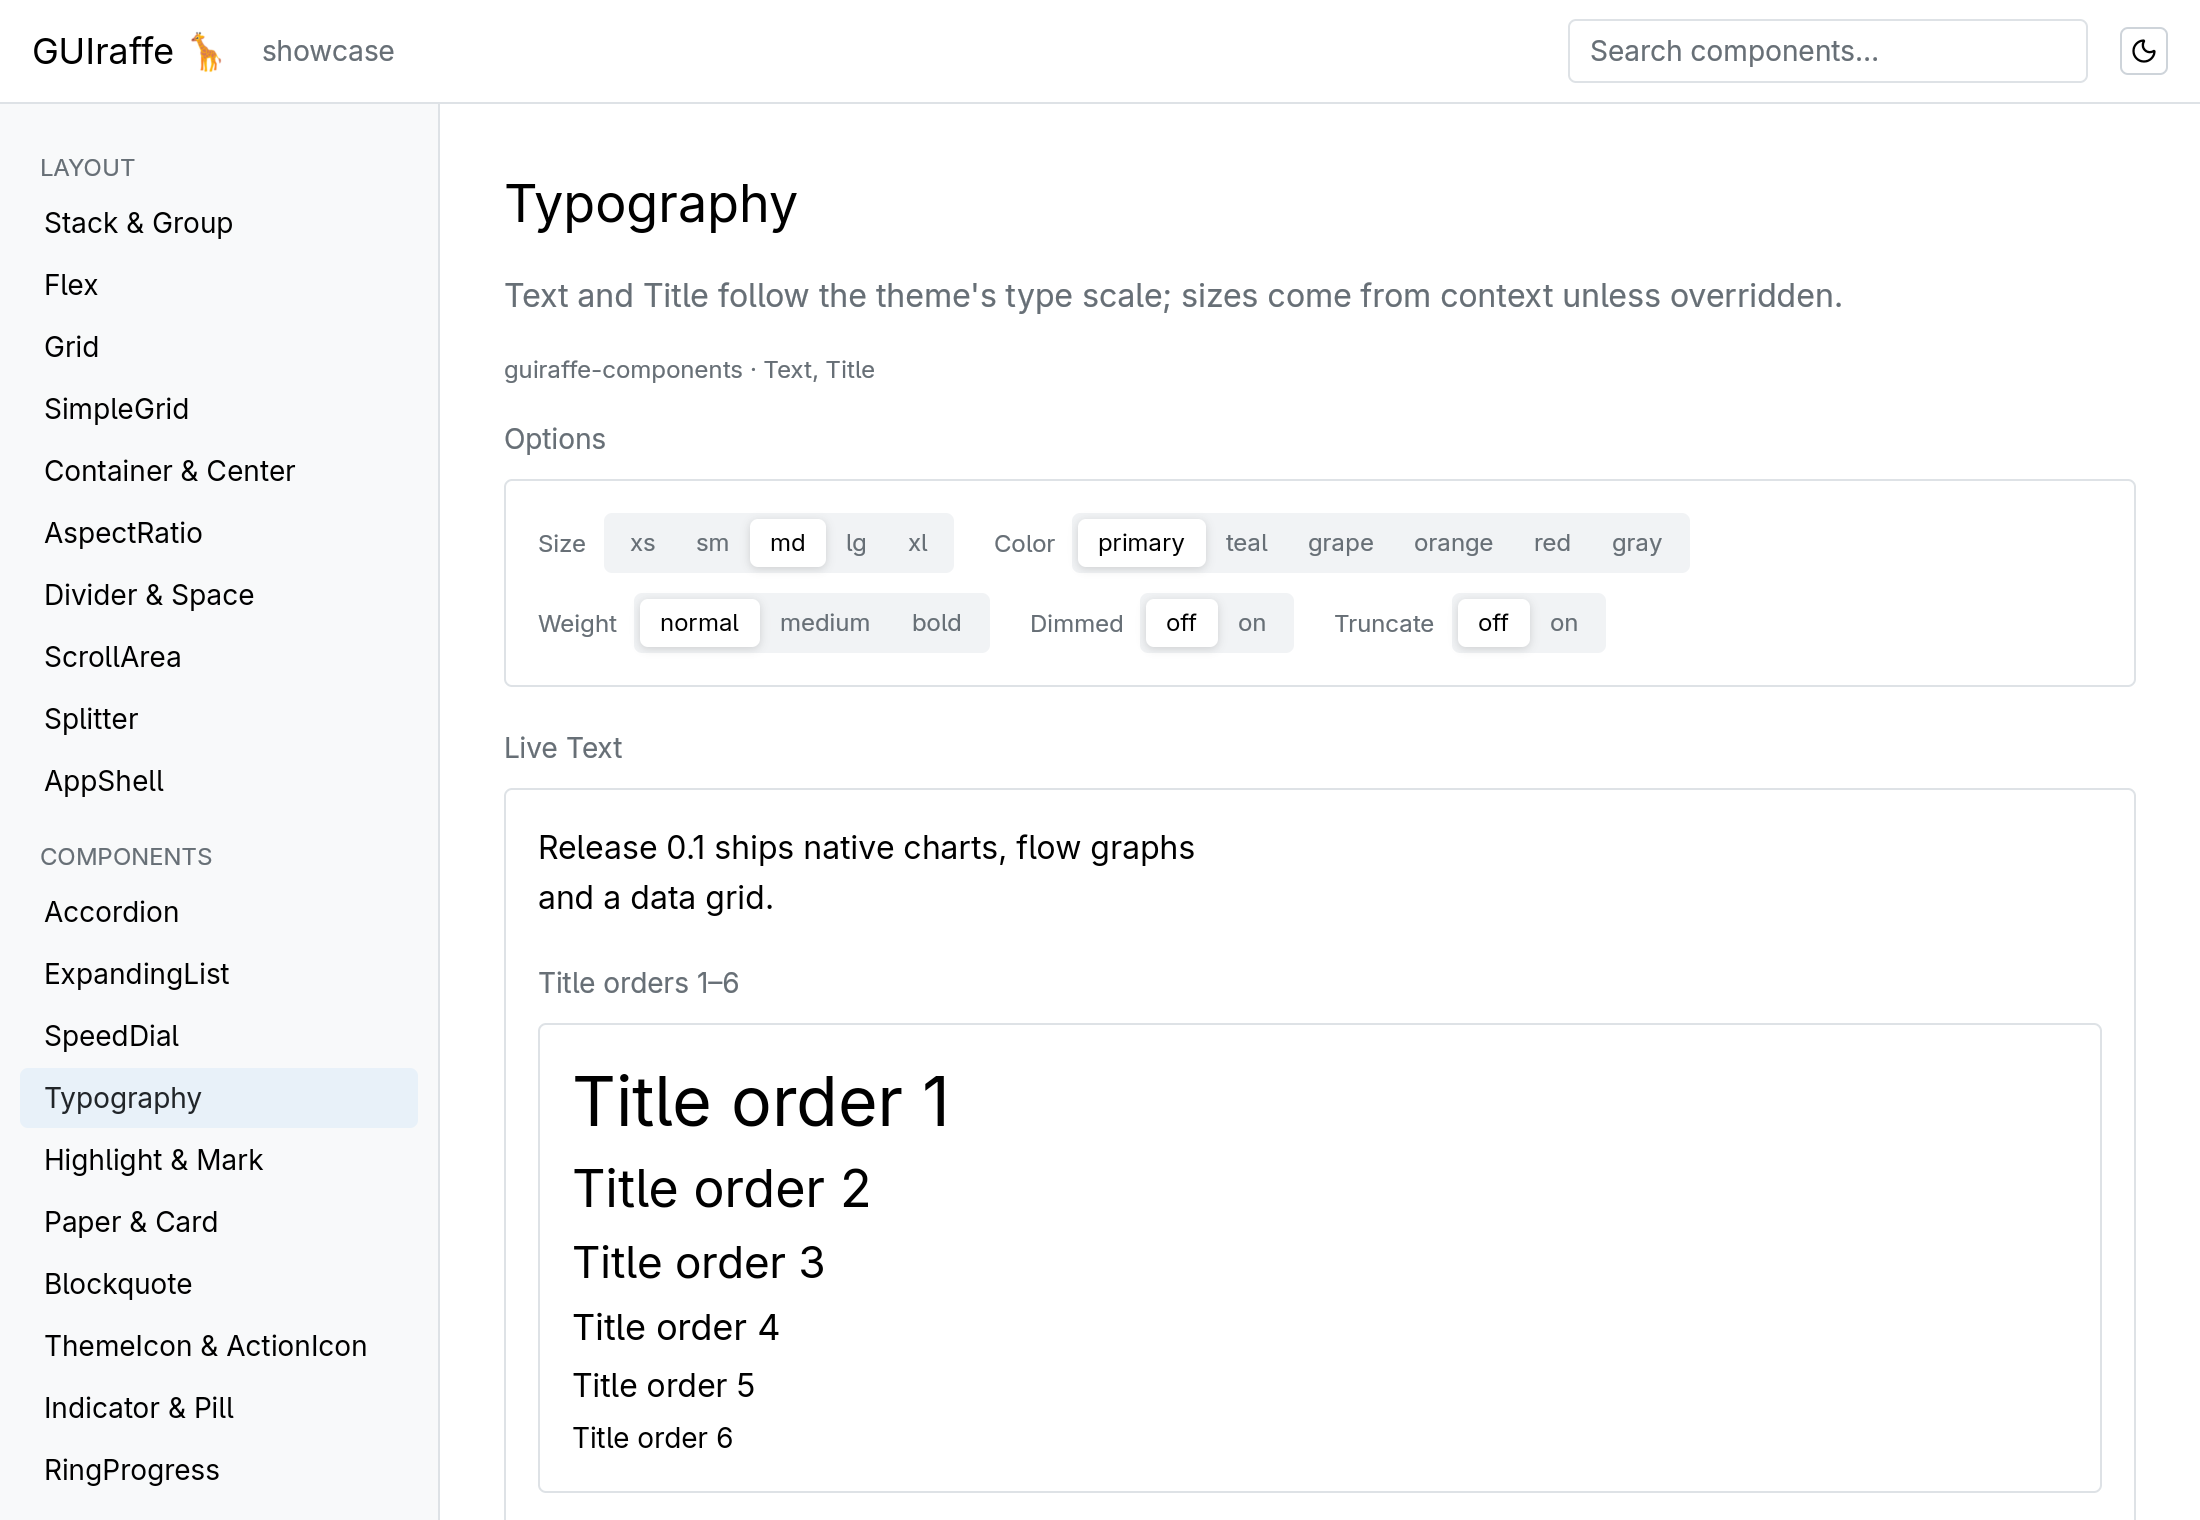 GUIraffe 🦒 showcase Search components...
LAYOUT
Stack & Group
Flex
Grid
SimpleGrid
Container & Center
AspectRatio
Divider & Space
ScrollArea
Splitter
AppShell
COMPONENTS
Accordion
ExpandingList
SpeedDial
Typography
Highlight & Mark
Paper & Card
Blockquote
ThemeIcon & ActionIcon
Indicator & Pill
RingProgress
Typography
Text and Title follow the theme's type scale; sizes come from context unless overridden.
guiraffe-components · Text, Title
Options
Size xs sm md lg xl Color primary teal grape orange red gray
Weight normal medium bold Dimmed off on Truncate off on
Live Text
Release 0.1 ships native charts, flow graphs
and a data grid.
Title orders 1–6
Title order 1
Title order 2
Title order 3
Title order 4
Title order 5
Title order 6